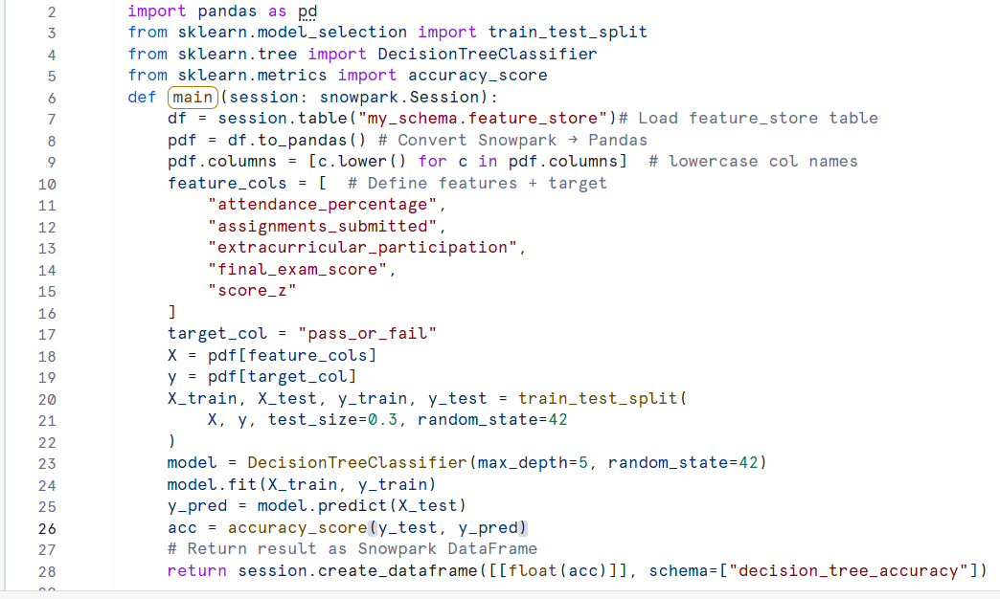 2 import pandas as pd
3 from sklearn.model_selection import train_test_split
4 from sklearn.tree import DecisionTreeClassifier
5 from sklearn.metrics import accuracy_score
6 def main(session: snowpark.Session):
7     df = session.table("my_schema.feature_store")# Load feature_store table
8     pdf = df.to_pandas() # Convert Snowpark → Pandas
9     pdf.columns = [c.lower() for c in pdf.columns]  # lowercase col names
10     feature_cols = [  # Define features + target
11         "attendance_percentage",
12         "assignments_submitted",
13         "extracurricular_participation",
14         "final_exam_score",
15         "score_z"
16     ]
17     target_col = "pass_or_fail"
18     X = pdf[feature_cols]
19     y = pdf[target_col]
20     X_train, X_test, y_train, y_test = train_test_split(
21         X, y, test_size=0.3, random_state=42
22     )
23     model = DecisionTreeClassifier(max_depth=5, random_state=42)
24     model.fit(X_train, y_train)
25     y_pred = model.predict(X_test)
26     acc = accuracy_score(y_test, y_pred)
27     # Return result as Snowpark DataFrame
28     return session.create_dataframe([[float(acc)]], schema=["decision_tree_accuracy"])